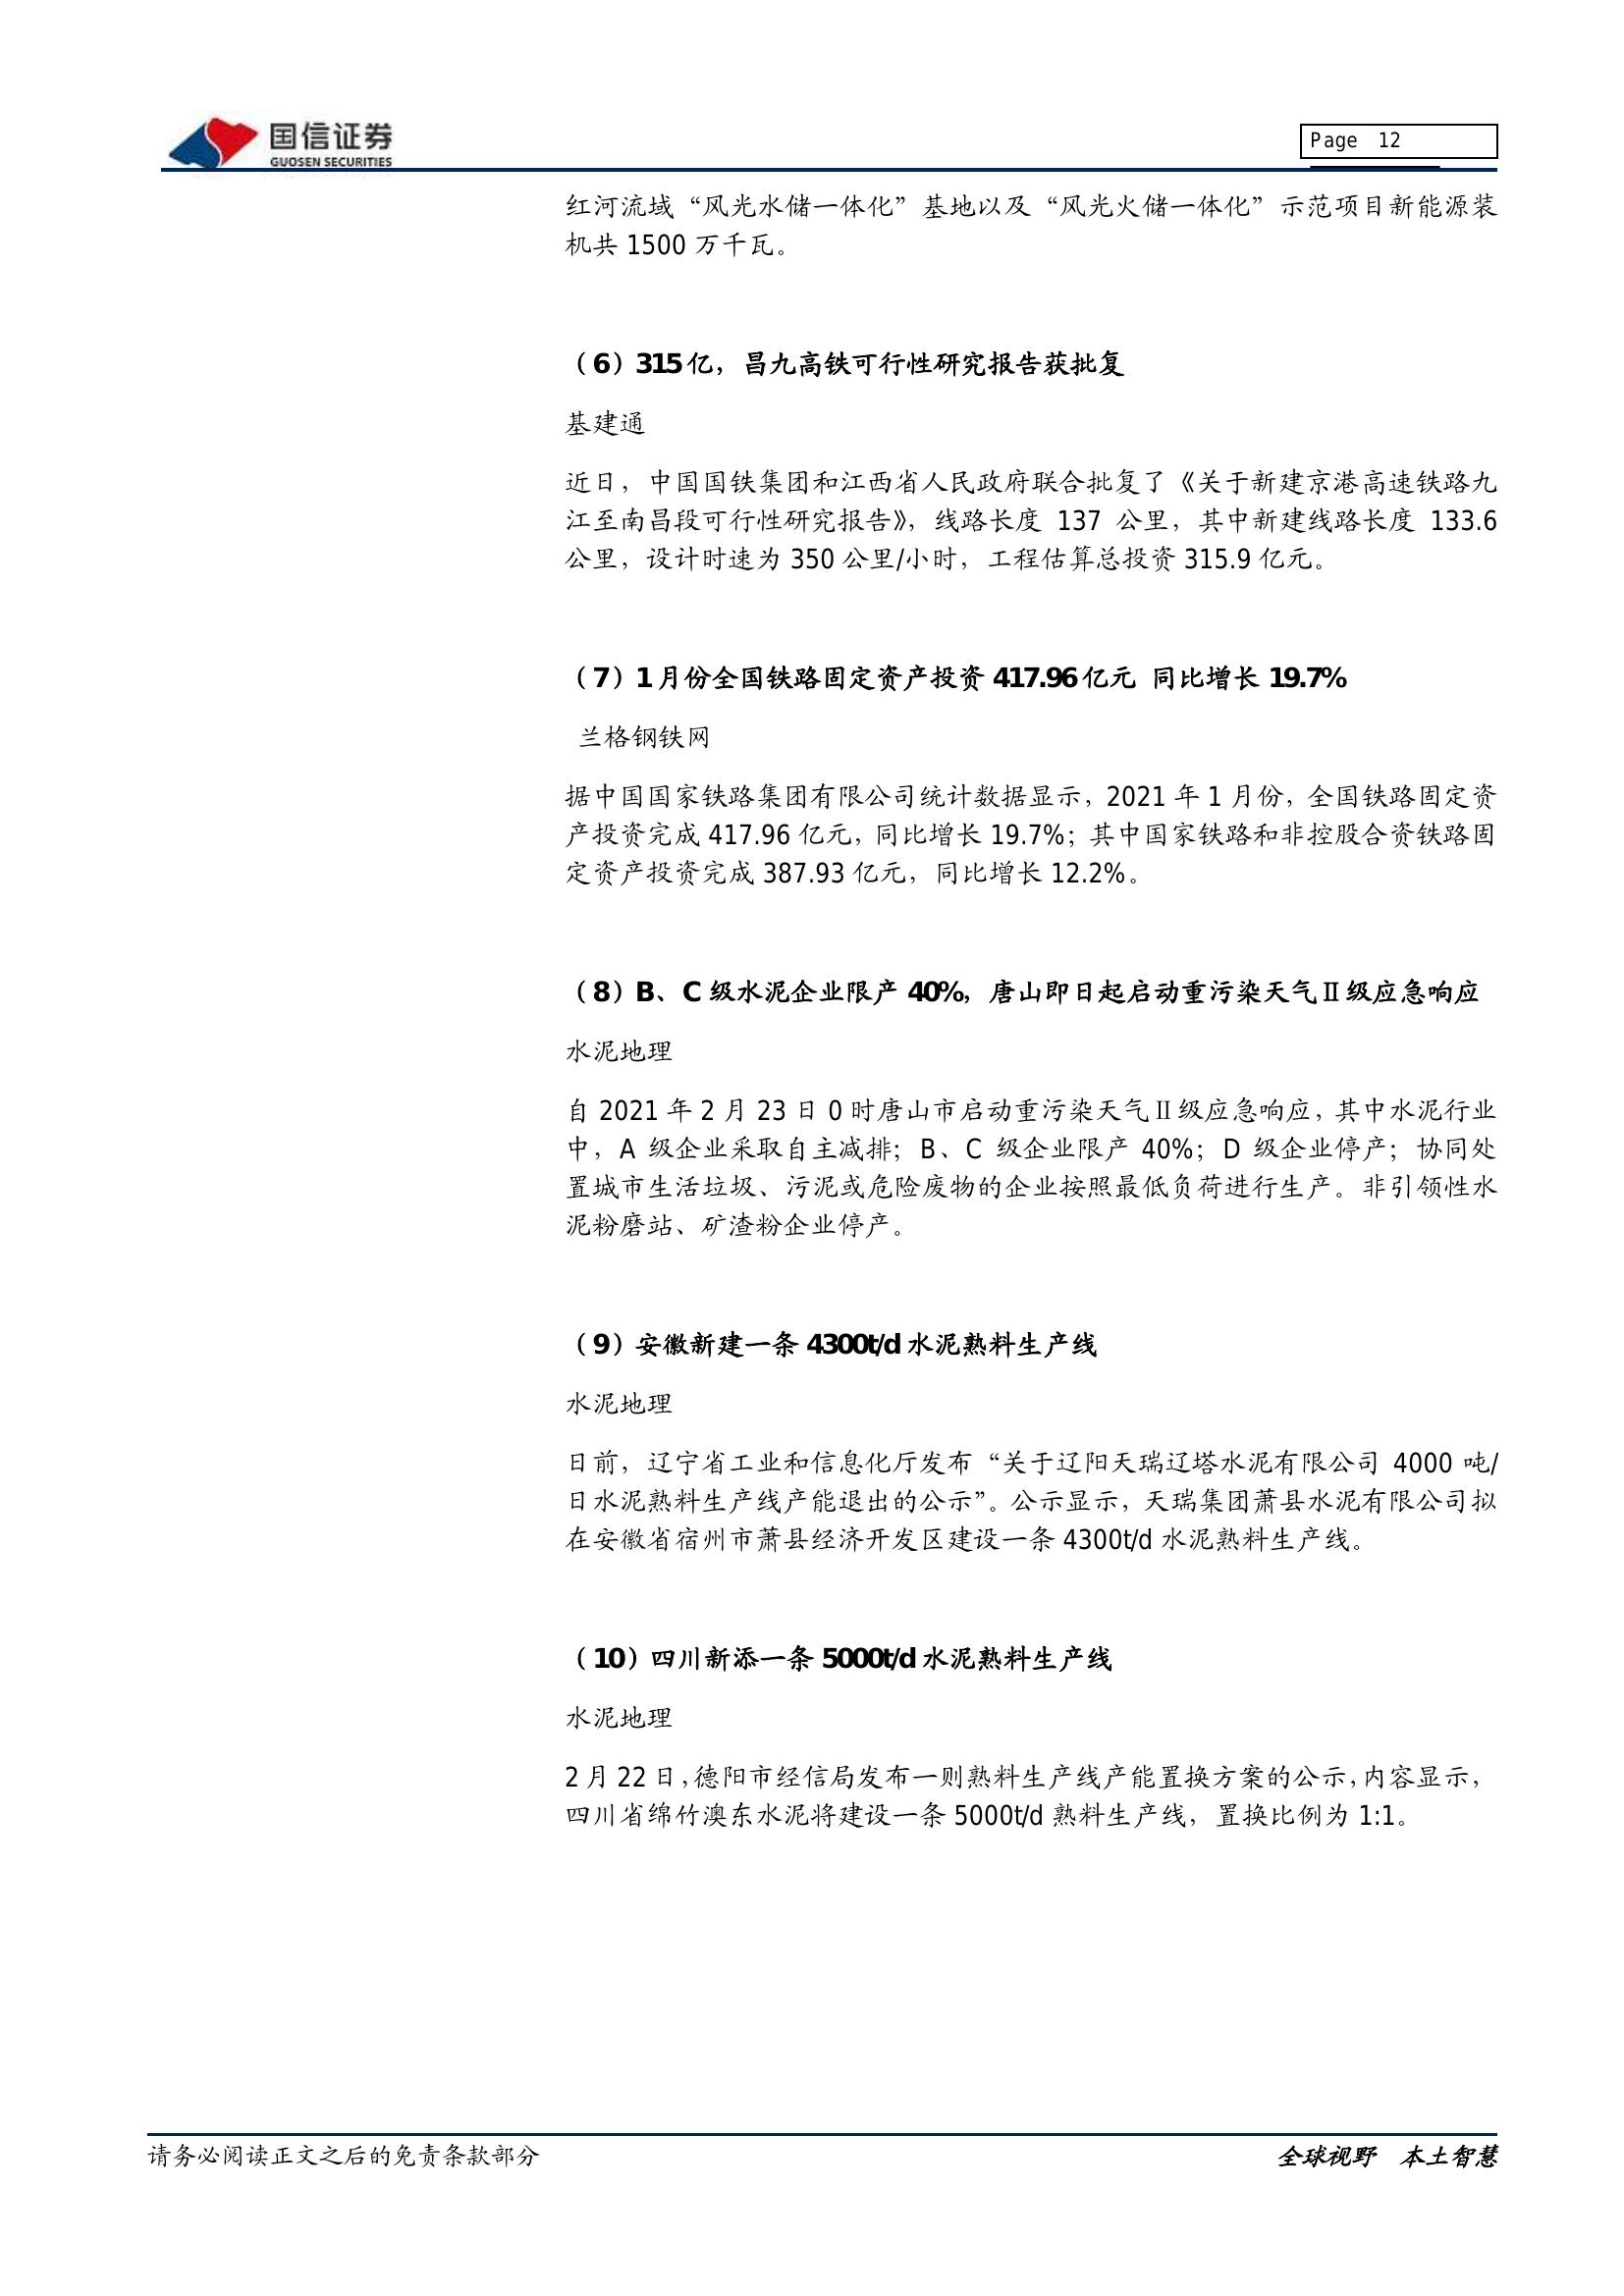 国信证券
GUOSEN SECURITIES
Page 12
红河流域“风光水储一体化”基地以及“风光火储一体化”示范项目新能源装
机共 1500 万千瓦。
（6）315 亿，昌九高铁可行性研究报告获批复
基建通
近日，中国国铁集团和江西省人民政府联合批复了《关于新建京港高速铁路九
江至南昌段可行性研究报告》，线路长度 137 公里，其中新建线路长度 133.6
公里，设计时速为 350 公里/小时，工程估算总投资 315.9 亿元。
（7）1 月份全国铁路固定资产投资 417.96 亿元 同比增长 19.7%
兰格钢铁网
据中国国家铁路集团有限公司统计数据显示，2021 年 1 月份，全国铁路固定资
产投资完成 417.96 亿元，同比增长 19.7%；其中国家铁路和非控股合资铁路固
定资产投资完成 387.93 亿元，同比增长 12.2%。
（8）B、C 级水泥企业限产 40%，唐山即日起启动重污染天气Ⅱ级应急响应
水泥地理
自 2021 年 2 月 23 日 0 时唐山市启动重污染天气Ⅱ级应急响应，其中水泥行业
中，A 级企业采取自主减排；B、C 级企业限产 40%；D 级企业停产；协同处
置城市生活垃圾、污泥或危险废物的企业按照最低负荷进行生产。非引领性水
泥粉磨站、矿渣粉企业停产。
（9）安徽新建一条 4300t/d 水泥熟料生产线
水泥地理
日前，辽宁省工业和信息化厅发布“关于辽阳天瑞辽塔水泥有限公司 4000 吨/
日水泥熟料生产线产能退出的公示”。公示显示，天瑞集团萧县水泥有限公司拟
在安徽省宿州市萧县经济开发区建设一条 4300t/d 水泥熟料生产线。
（10）四川新添一条 5000t/d 水泥熟料生产线
水泥地理
2 月 22 日，德阳市经信局发布一则熟料生产线产能置换方案的公示，内容显示，
四川省绵竹澳东水泥将建设一条 5000t/d 熟料生产线，置换比例为 1:1。
请务必阅读正文之后的免责条款部分
全球视野 本土智慧